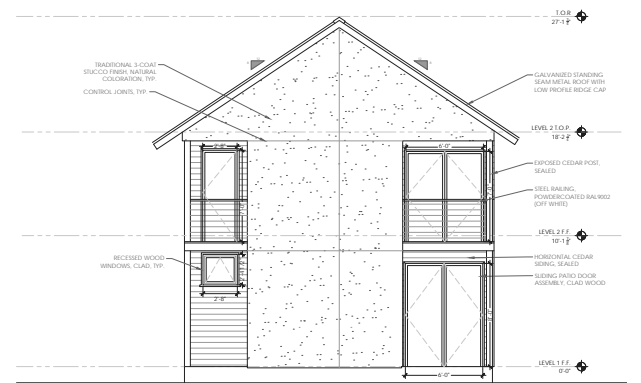 T.O.R
27'-1 ½"
TRADITIONAL 3-COAT
STUCCO FINISH, NATURAL
COLORATION, TYP.
CONTROL JOINTS, TYP.
GALVANIZED STANDING
SEAM METAL ROOF WITH
LOW PROFILE RIDGE CAP
LEVEL 2 T.O.P.
18'-2 ½"
6'-0"
EXPOSED CEDAR POST,
SEALED
STEEL RAILING,
POWDERCOATED RAL9002
(OFF WHITE)
LEVEL 2 F.F.
10'-1 ½"
RECESSED WOOD
WINDOWS, CLAD, TYP
HORIZONTAL CEDAR
SIDING, SEALED
SLIDING PATIO DOOR
ASSEMBLY, CLAD WOOD
2'-8"
LEVEL 1 F.F.
0'-0"
6'-0"